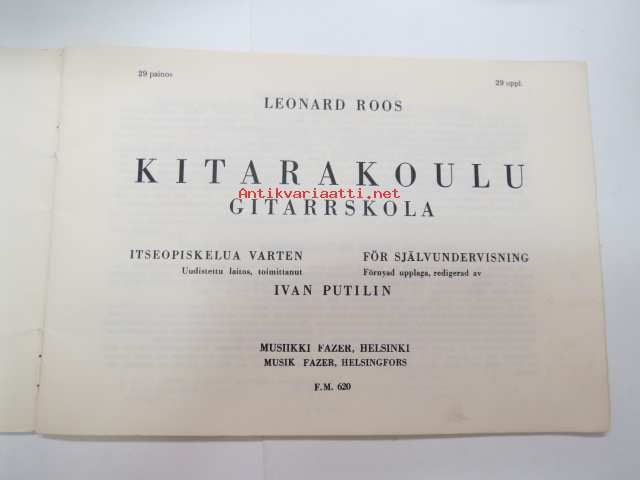 29 painos 29 uppl.
LEONARD ROOS
KITARAKOULU
Antikvariaatti.net
GITARRSKOLA
ITSEOPISKELUA VARTEN FÖR SJÄLVUNDERVISNING
Uudistettu laitos, toimittanut Förnyad upplaga, redigerad av
IVAN PUTILIN
MUSIIKKI FAZER, HELSINKI
MUSIK FAZER, HELSINGFORS
F.M. 620